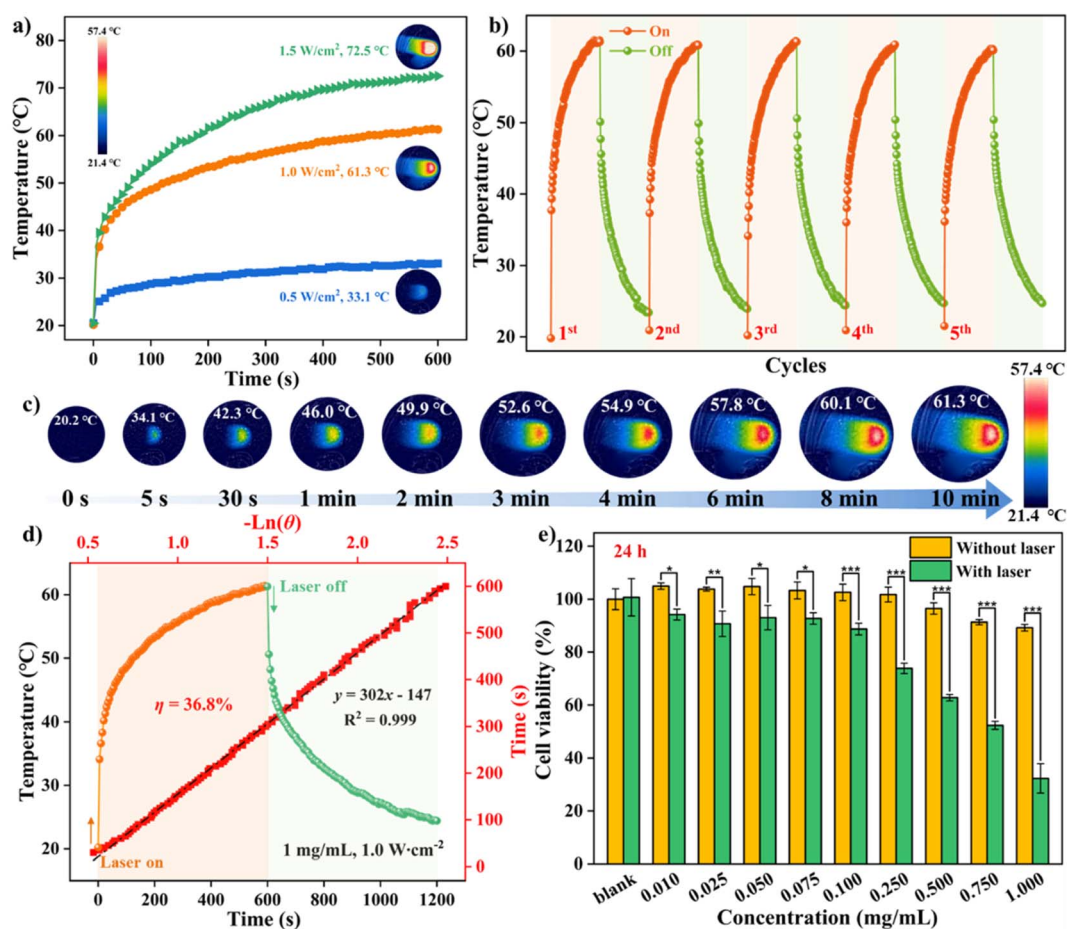 a)
57.4 °C
21.4 °C
1.5 W/cm², 72.5 °C
1.0 W/cm², 61.3 °C
0.5 W/cm², 33.1 °C
Temperature (°C)
80
70
60
50
40
30
20
0 100 200 300 400 500 600
Time (s)
b)
On
Off
Temperature (°C)
60
50
40
30
20
1st 2nd 3rd 4th 5th
Cycles
c)
20.2 °C 34.1 °C 42.3 °C 46.0 °C 49.9 °C 52.6 °C 54.9 °C 57.8 °C 60.1 °C 61.3 °C
0 s 5 s 30 s 1 min 2 min 3 min 4 min 6 min 8 min 10 min
57.4 °C
21.4 °C
d)
-Ln(θ)
0.5 1.0 1.5 2.0 2.5
Temperature (°C)
60
50
40
30
20
Laser off
η = 36.8%
y = 302x - 147
R² = 0.999
Laser on
1 mg/mL, 1.0 W·cm⁻²
Time (s)
600
500
400
300
200
100
0
0 200 400 600 800 1000 1200
Time (s)
e)
24 h
Without laser
With laser
Cell viability (%)
120
100
80
60
40
20
0
* ** * * *** *** *** *** ***
blank 0.010 0.025 0.050 0.075 0.100 0.250 0.500 0.750 1.000
Concentration (mg/mL)